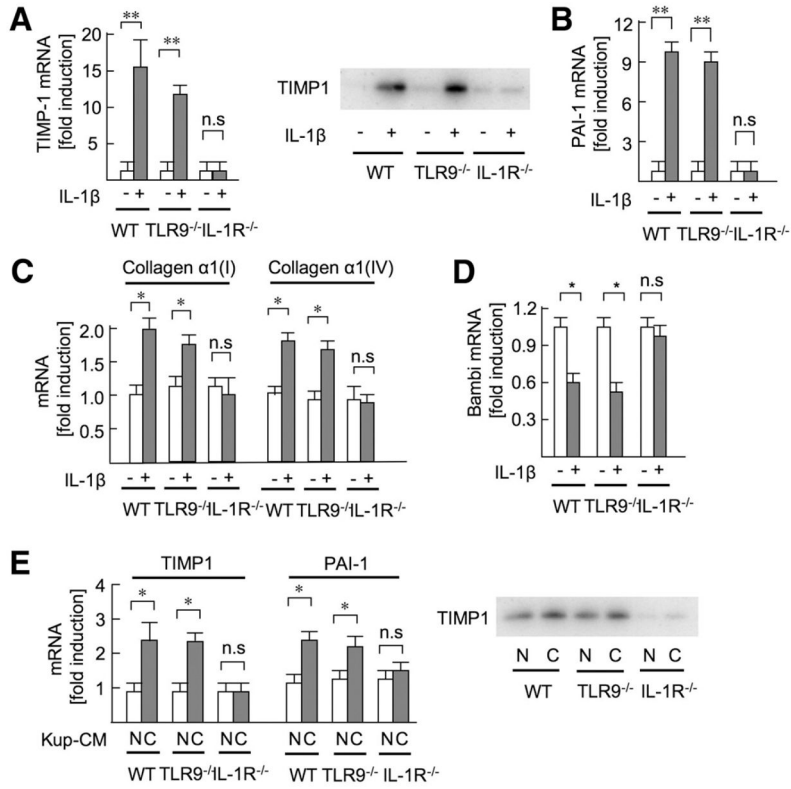 A
TIMP-1 mRNA
[fold induction]
20
15
10
5
** ** n.s
IL-1β - + - + - +
WT TLR9-/- IL-1R-/-
TIMP1
IL-1β - + - + - +
WT TLR9-/- IL-1R-/-
B
PAI-1 mRNA
[fold induction]
12
9
6
3
** ** n.s
IL-1β - + - + - +
WT TLR9-/- IL-1R-/-
C
Collagen α1(I) Collagen α1(IV)
mRNA
[fold induction]
2.0
1.5
1.0
0.5
* * n.s * * n.s
IL-1β - + - + - + - + - + - +
WT TLR9-/- IL-1R-/- WT TLR9-/- IL-1R-/-
D
Bambi mRNA
[fold induction]
1.2
0.9
0.6
0.3
* * n.s
IL-1β - + - + - +
WT TLR9-/- IL-1R-/-
E
TIMP1 PAI-1
mRNA
[fold induction]
4
3
2
1
* * n.s * * n.s
Kup-CM NC NC NC NC NC NC
WT TLR9-/- IL-1R-/- WT TLR9-/- IL-1R-/-
TIMP1
N C N C N C
WT TLR9-/- IL-1R-/-